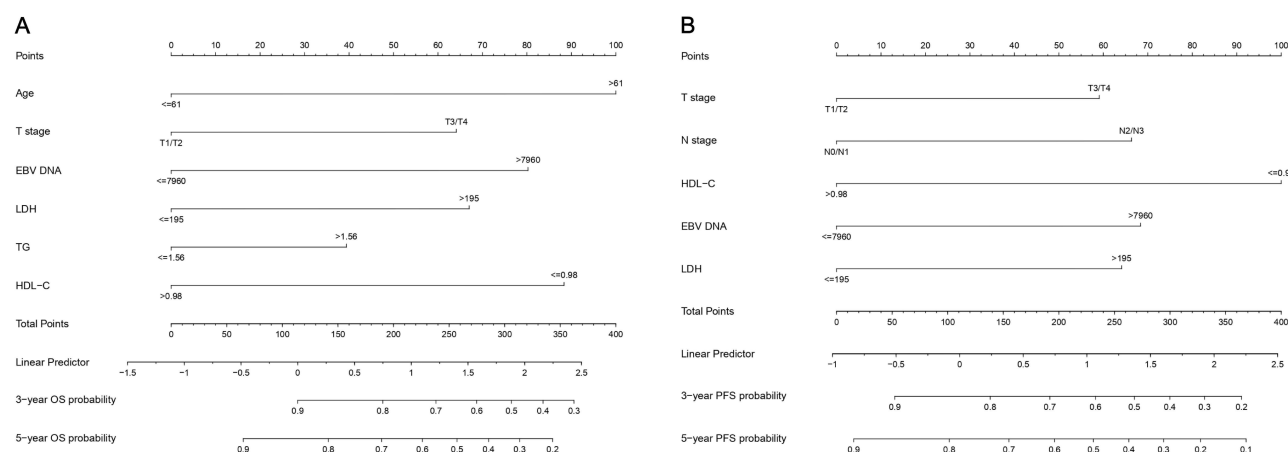 A
Points
0 10 20 30 40 50 60 70 80 90 100
Age
<=61
>61
T stage
T1/T2
T3/T4
EBV DNA
<=7960
>7960
LDH
<=195
>195
TG
<=1.56
>1.56
HDL-C
>0.98
<=0.98
Total Points
0 50 100 150 200 250 300 350 400
Linear Predictor
−1.5 −1 −0.5 0 0.5 1 1.5 2 2.5
3−year OS probability
0.9 0.8 0.7 0.6 0.5 0.4 0.3
5−year OS probability
0.9 0.8 0.7 0.6 0.5 0.4 0.3 0.2
B
Points
0 10 20 30 40 50 60 70 80 90 100
T stage
T1/T2
T3/T4
N stage
N0/N1
N2/N3
HDL-C
>0.98
<=0.9
EBV DNA
<=7960
>7960
LDH
<=195
>195
Total Points
0 50 100 150 200 250 300 350 400
Linear Predictor
−1 −0.5 0 0.5 1 1.5 2 2.5
3−year PFS probability
0.9 0.8 0.7 0.6 0.5 0.4 0.3 0.2
5−year PFS probability
0.9 0.8 0.7 0.6 0.5 0.4 0.3 0.2 0.1